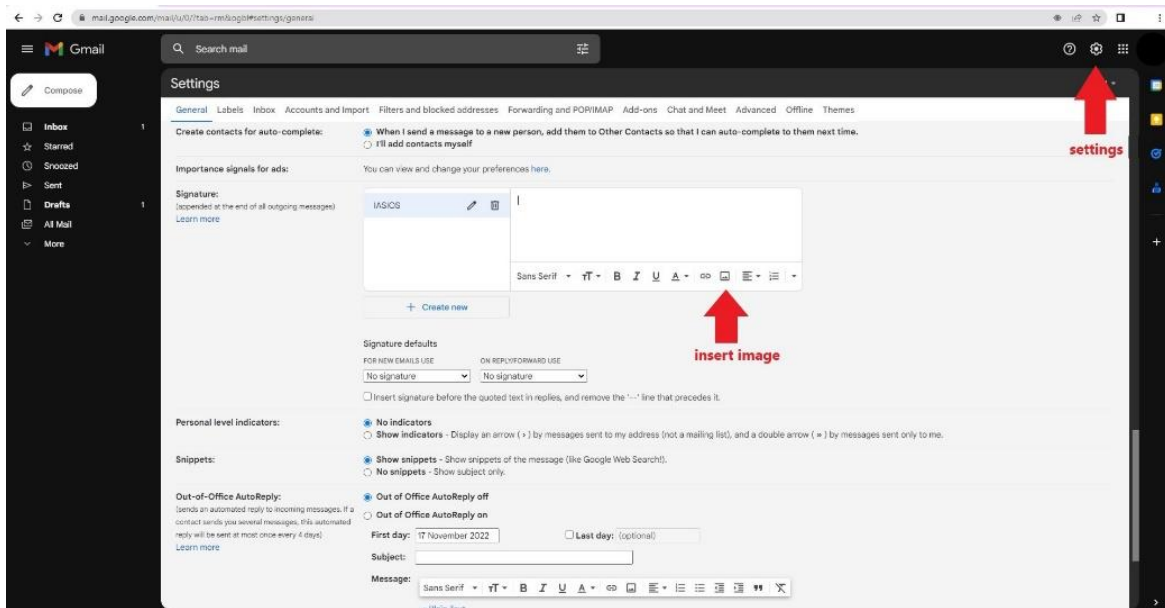 mail.google.com/mail/u/0/?tab=rm&ogbl#settings/general
Gmail
Search mail
Compose
Inbox 1
Starred
Snoozed
Sent
Drafts 1
All Mail
More
Settings
General Labels Inbox Accounts and Import Filters and blocked addresses Forwarding and POP/IMAP Add-ons Chat and Meet Advanced Offline Themes
settings
Create contacts for auto-complete:
When I send a message to a new person, add them to Other Contacts so that I can auto-complete to them next time.
I'll add contacts myself
Importance signals for ads:
You can view and change your preferences here.
Signature:
(appended at the end of all outgoing messages)
Learn more
IASICS
Sans Serif
+ Create new
insert image
Signature defaults
FOR NEW EMAILS USE ON REPLY/FORWARD USE
No signature No signature
Insert signature before the quoted text in replies, and remove the '--' line that precedes it.
Personal level indicators:
No indicators
Show indicators - Display an arrow ( › ) by messages sent to my address (not a mailing list), and a double arrow ( » ) by messages sent only to me.
Snippets:
Show snippets - Show snippets of the message (like Google Web Search!).
No snippets - Show subject only.
Out-of-Office AutoReply:
(sends an automated reply to incoming messages. If a
contact sends you several messages, this automated
reply will be sent at most once every 4 days)
Learn more
Out of Office AutoReply off
Out of Office AutoReply on
First day: 17 November 2022 Last day: (optional)
Subject:
Message:
Sans Serif